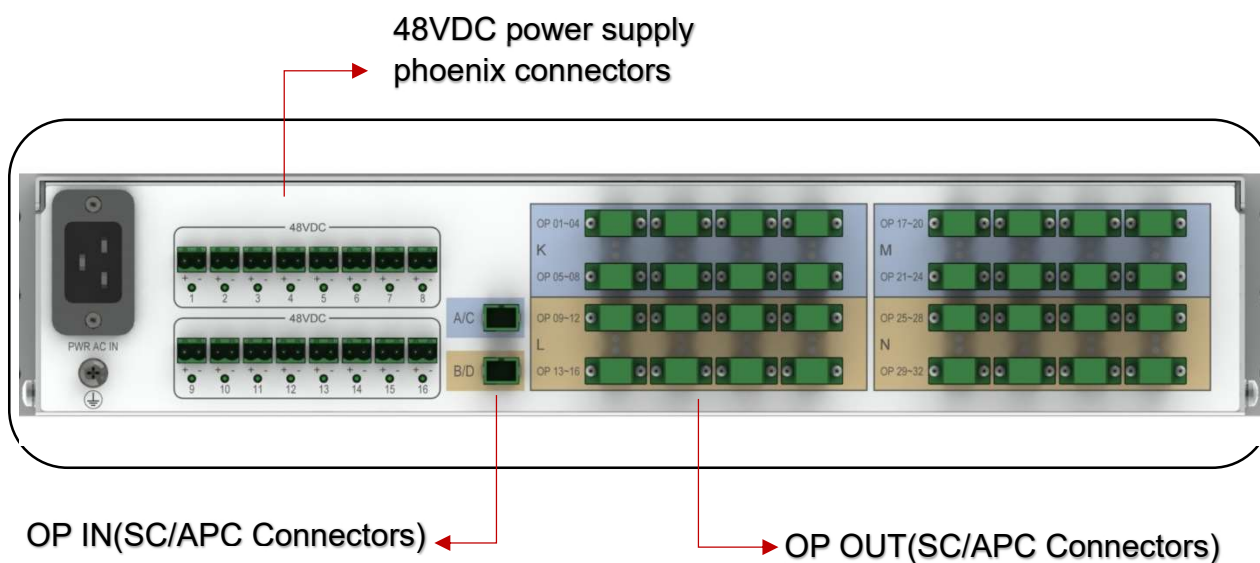 48VDC power supply
phoenix connectors
48VDC
+ - + - + - + - + - + - + - + -
1 2 3 4 5 6 7 8
48VDC
+ - + - + - + - + - + - + - + -
9 10 11 12 13 14 15 16
PWR AC IN
A/C
B/D
OP 01~04
K
OP 05~08
OP 09~12
L
OP 13~16
OP 17~20
M
OP 21~24
OP 25~28
N
OP 29~32
OP IN(SC/APC Connectors)
OP OUT(SC/APC Connectors)